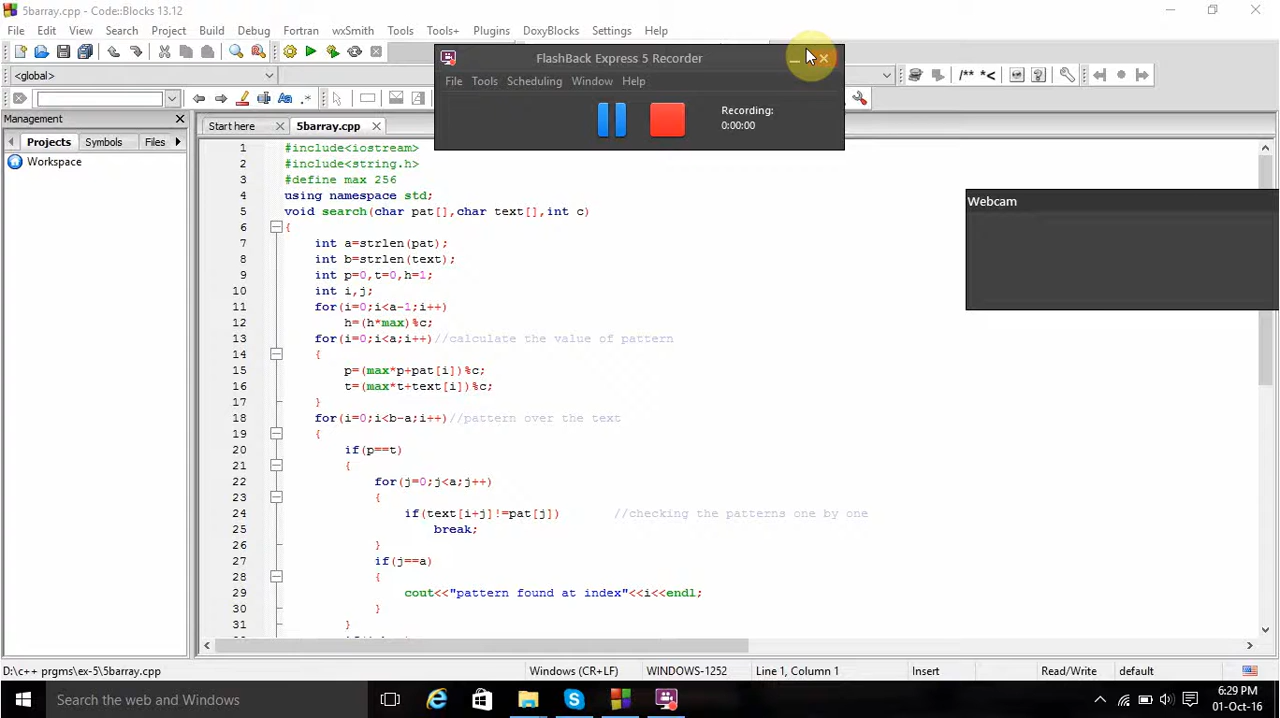 5barray.cpp - Code::Blocks 13.12
File Edit View Search Project Build Debug Fortran wxSmith Tools Tools+ Plugins DoxyBlocks Settings Help
FlashBack Express 5 Recorder
File Tools Scheduling Window Help
Recording:
0:00:00
<global>
/** *<
Aa
.*
Management
Projects Symbols Files
Workspace
Start here 5barray.cpp
Webcam
1 #include<iostream>
2 #include<string.h>
3 #define max 256
4 using namespace std;
5 void search(char pat[],char text[],int c)
6 {
7 int a=strlen(pat);
8 int b=strlen(text);
9 int p=0,t=0,h=1;
10 int i,j;
11 for(i=0;i<a-1;i++)
12 h=(h*max)%c;
13 for(i=0;i<a;i++)//calculate the value of pattern
14 {
15 p=(max*p+pat[i])%c;
16 t=(max*t+text[i])%c;
17 }
18 for(i=0;i<b-a;i++)//pattern over the text
19 {
20 if(p==t)
21 {
22 for(j=0;j<a;j++)
23 {
24 if(text[i+j]!=pat[j]) //checking the patterns one by one
25 break;
26 }
27 if(j==a)
28 {
29 cout<<"pattern found at index"<<i<<endl;
30 }
31 }
D:\c++ prgms\ex-5\5barray.cpp Windows (CR+LF) WINDOWS-1252 Line 1, Column 1 Insert Read/Write default
Search the web and Windows
6:29 PM
01-Oct-16